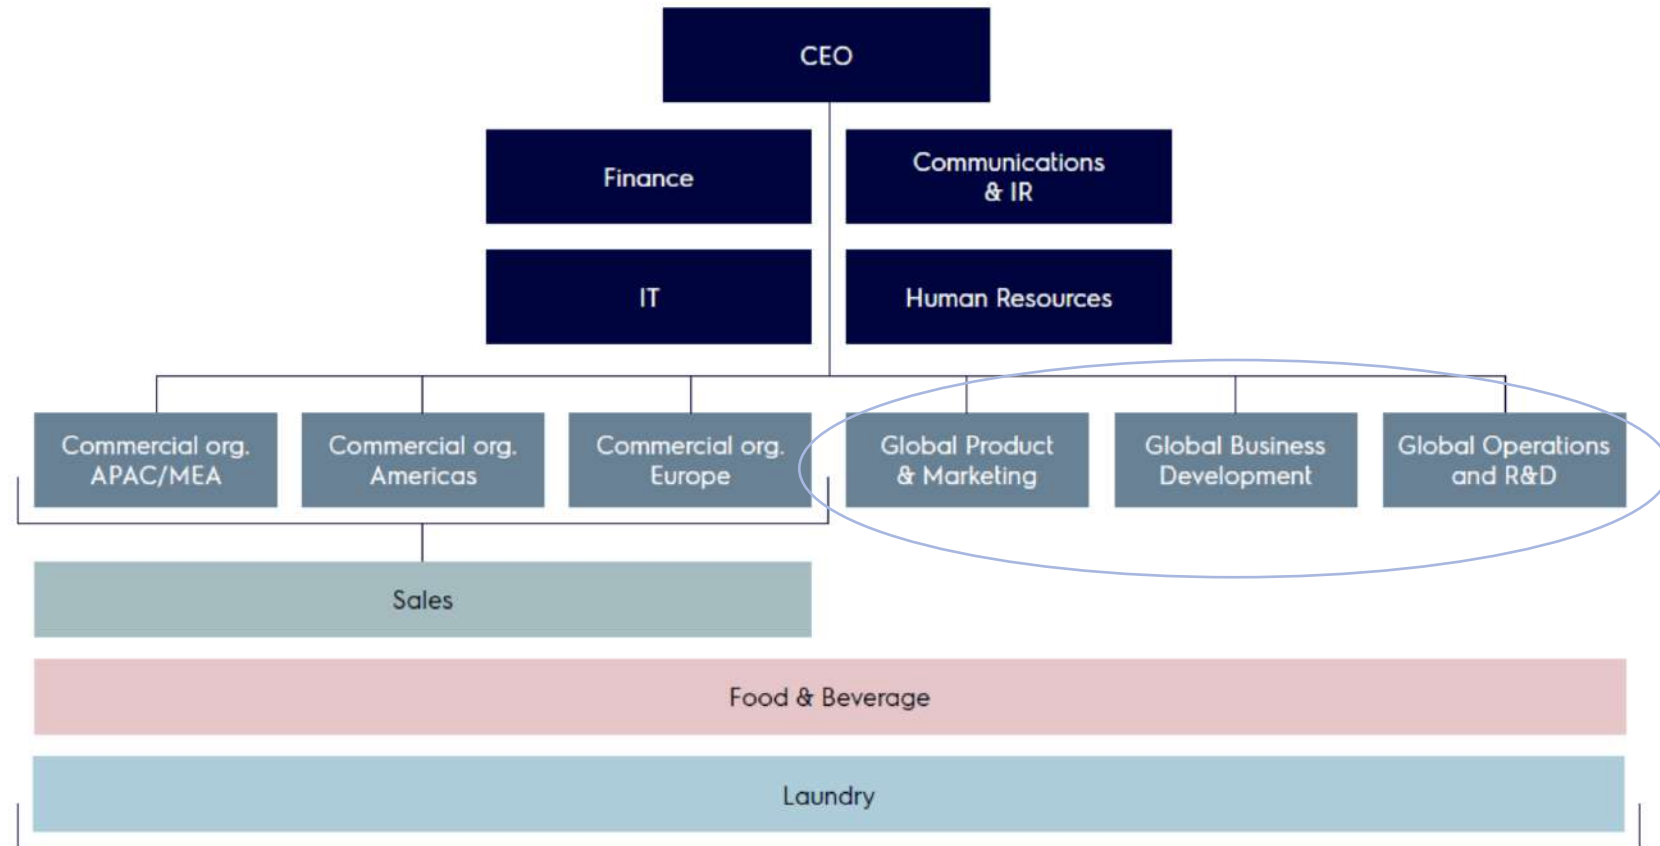 CEO
Finance
Communications
& IR
IT
Human Resources
Commercial org.
APAC/MEA
Commercial org.
Americas
Commercial org.
Europe
Global Product
& Marketing
Global Business
Development
Global Operations
and R&D
Sales
Food & Beverage
Laundry